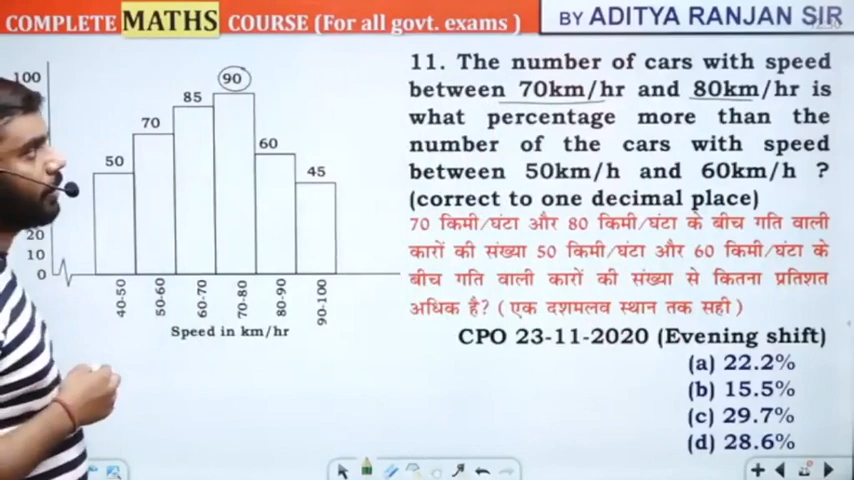 COMPLETE MATHS COURSE (For all govt. exams )
BY ADITYA RANJAN SIR
100
90
85
70
60
50
45
20
10
0
40-50
50-60
60-70
70-80
80-90
90-100
Speed in km/hr
11. The number of cars with speed
between 70km/hr and 80km/hr is
what percentage more than the
number of the cars with speed
between 50km/h and 60km/h ?
(correct to one decimal place)
70 किमी/घंटा और 80 किमी/घंटा के बीच गति वाली
कारों की संख्या 50 किमी/घंटा और 60 किमी/घंटा के
बीच गति वाली कारों की संख्या से कितना प्रतिशत
अधिक है? (एक दशमलव स्थान तक सही)
CPO 23-11-2020 (Evening shift)
(a) 22.2%
(b) 15.5%
(c) 29.7%
(d) 28.6%